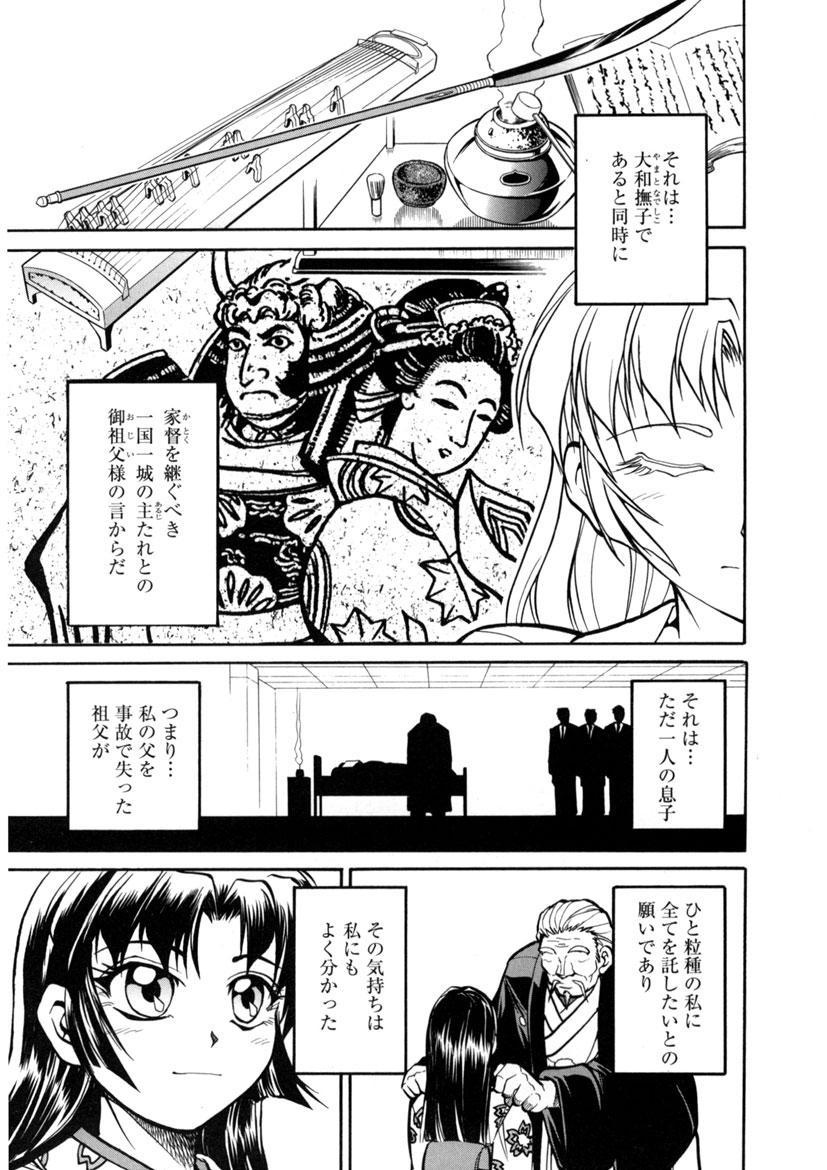 それは…
大和撫子で
あると同時に
家督を継ぐべき
一国一城の主たれとの
御祖父様の言からだ
それは…
ただ一人の息子
つまり…
私の父を
事故で失った
祖父が
ひと粒種の私に
全てを託したいとの
願いであり
その気持ちは
私にも
よく分かった